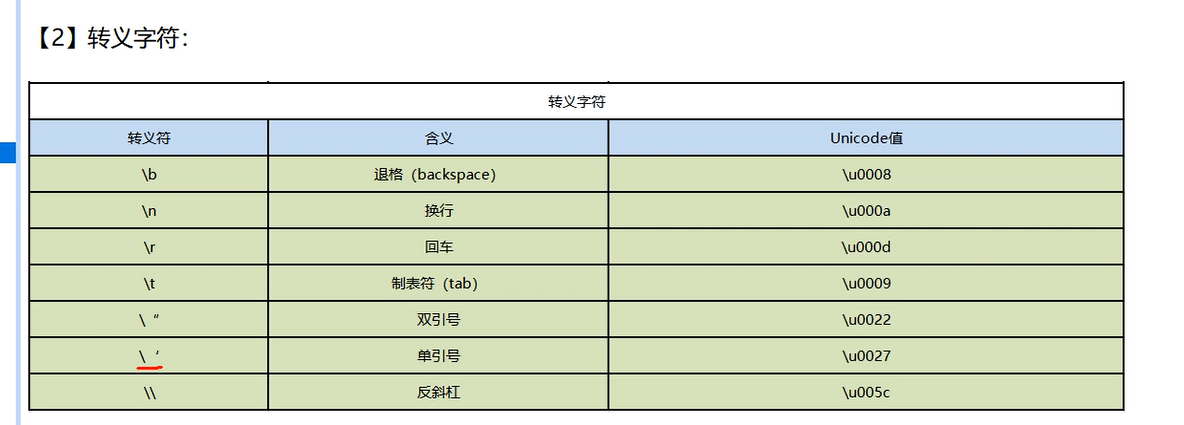 【2】转义字符：
转义字符
转义符 含义 Unicode值
\b 退格（backspace） \u0008
\n 换行 \u000a
\r 回车 \u000d
\t 制表符（tab） \u0009
\“ 双引号 \u0022
\‘ 单引号 \u0027
\\ 反斜杠 \u005c